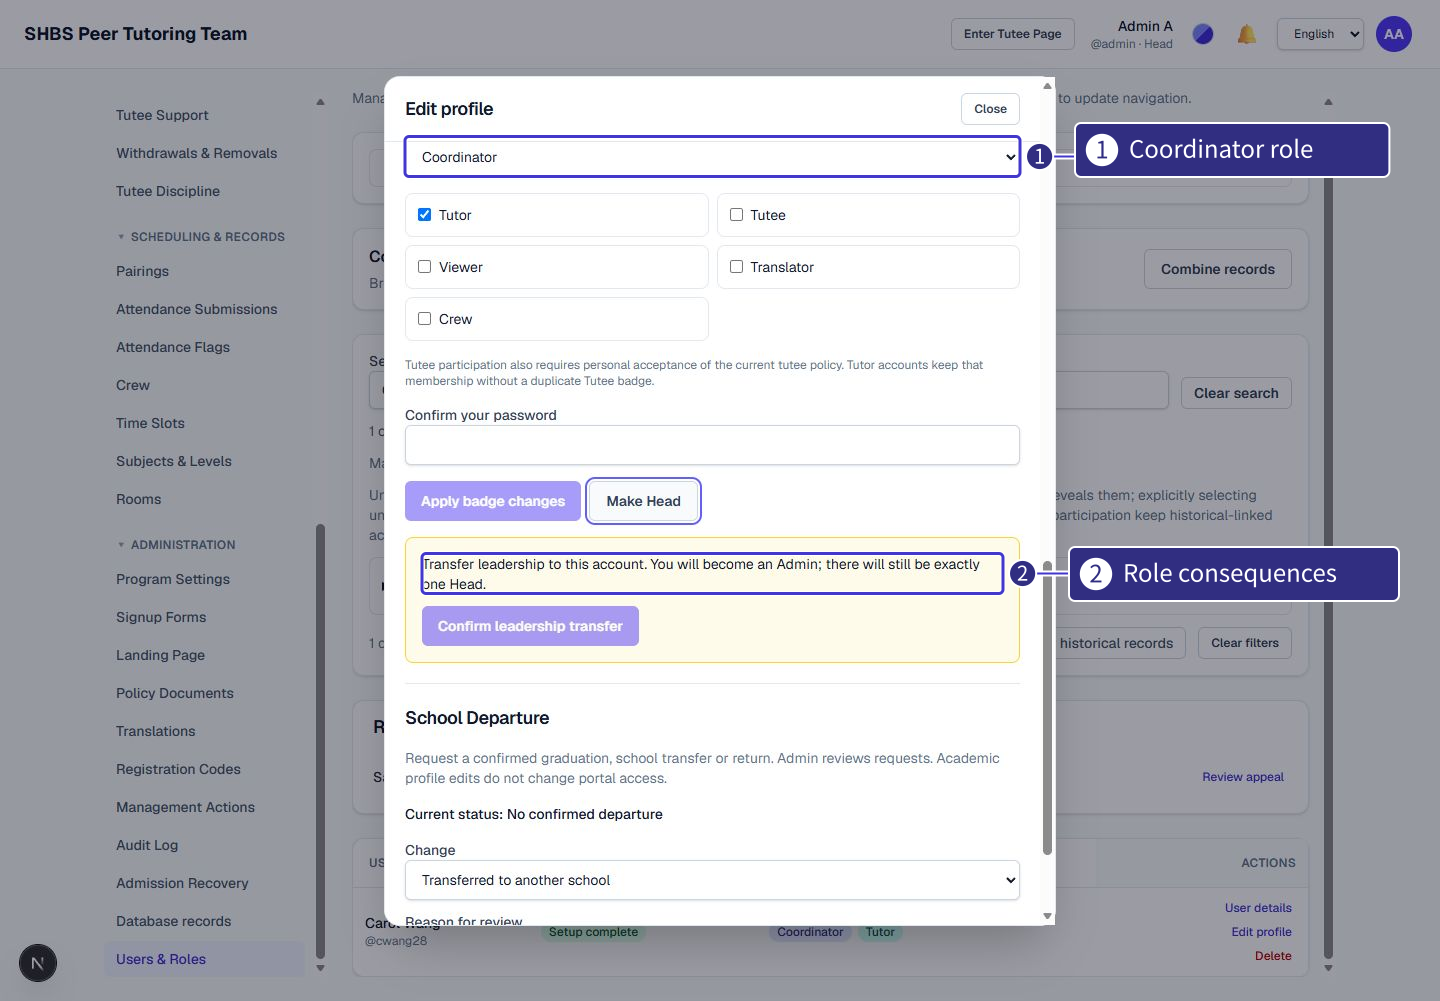 SHBS Peer Tutoring Team
Enter Tutee Page
Admin A
@admin · Head
English
AA
Tutee Support
Withdrawals & Removals
Tutee Discipline
SCHEDULING & RECORDS
Pairings
Attendance Submissions
Attendance Flags
Crew
Time Slots
Subjects & Levels
Rooms
ADMINISTRATION
Program Settings
Signup Forms
Landing Page
Policy Documents
Translations
Registration Codes
Management Actions
Audit Log
Admission Recovery
Database records
Users & Roles
N
to update navigation.
Combine records
Clear search
eveals them; explicitly selecting
articipation keep historical-linked
historical records
Clear filters
Review appeal
ACTIONS
Carol Wang
@cwang28
Setup complete
Coordinator
Tutor
User details
Edit profile
Delete
Edit profile
Close
Coordinator
1
1 Coordinator role
Tutor
Tutee
Viewer
Translator
Crew
Tutee participation also requires personal acceptance of the current tutee policy. Tutor accounts keep that
membership without a duplicate Tutee badge.
Confirm your password
Apply badge changes
Make Head
Transfer leadership to this account. You will become an Admin; there will still be exactly
one Head.
2
2 Role consequences
Confirm leadership transfer
School Departure
Request a confirmed graduation, school transfer or return. Admin reviews requests. Academic
profile edits do not change portal access.
Current status: No confirmed departure
Change
Transferred to another school
Reason for review